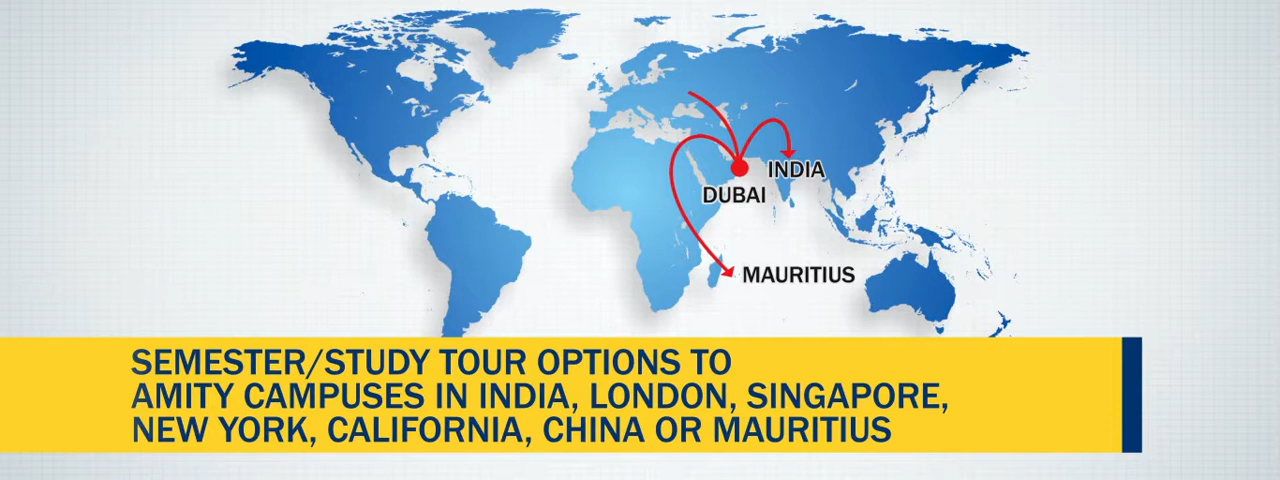 INDIA
DUBAI
MAURITIUS
SEMESTER/STUDY TOUR OPTIONS TO
AMITY CAMPUSES IN INDIA, LONDON, SINGAPORE,
NEW YORK, CALIFORNIA, CHINA OR MAURITIUS